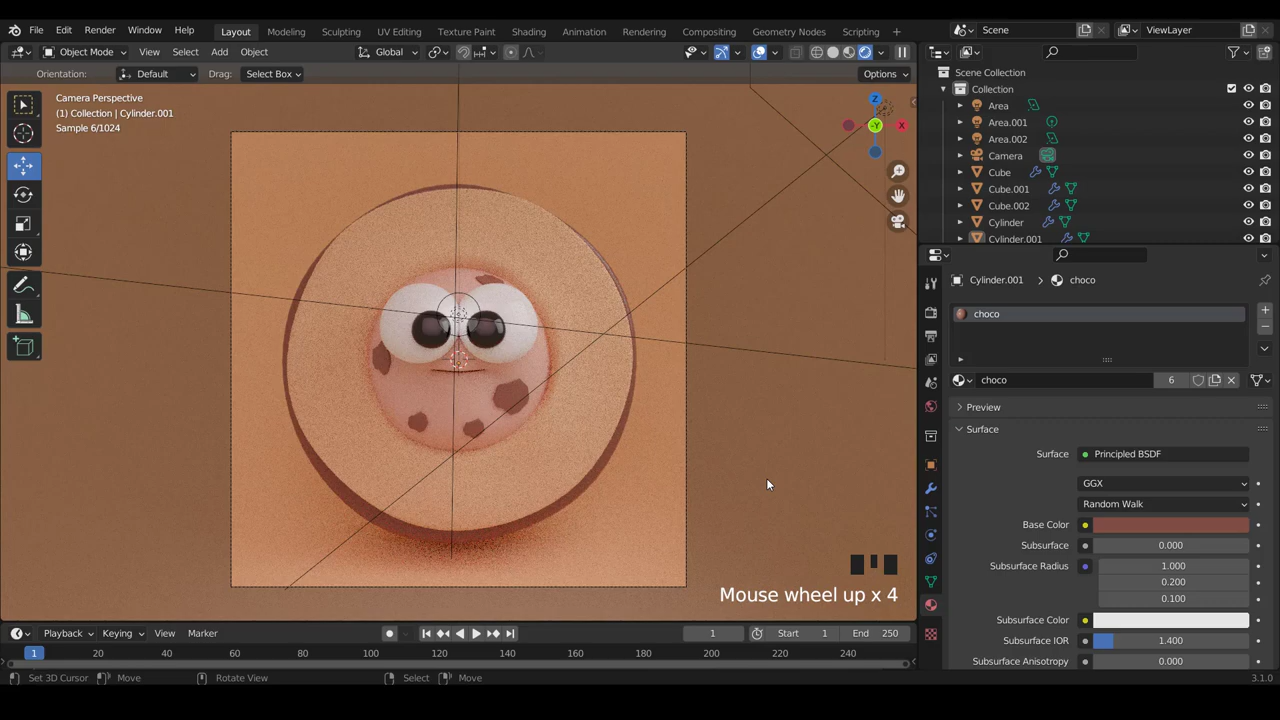 File Edit Render Window Help Layout Modeling Sculpting UV Editing Texture Paint Shading Animation Rendering Compositing Geometry Nodes Scripting Scene ViewLayer
Object Mode View Select Add Object Global
Orientation: Default Drag: Select Box Options
Camera Perspective
(1) Collection | Cylinder.001
Sample 6/1024
Z
X
-Y
Scene Collection
Collection
Area
Area.001
Area.002
Camera
Cube
Cube.001
Cube.002
Cylinder
Cylinder.001
Cylinder.001 choco
choco
choco 6
Preview
Surface
Surface Principled BSDF
GGX
Random Walk
Base Color
Subsurface 0.000
Subsurface Radius 1.000
0.200
0.100
Subsurface Color
Subsurface IOR 1.400
Subsurface Anisotropy 0.000
Mouse wheel up x 4
Playback Keying View Marker 1 Start 1 End 250
1 20 40 60 80 100 120 140 160 180 200 220 240
Set 3D Cursor Move Rotate View Select Move 3.1.0